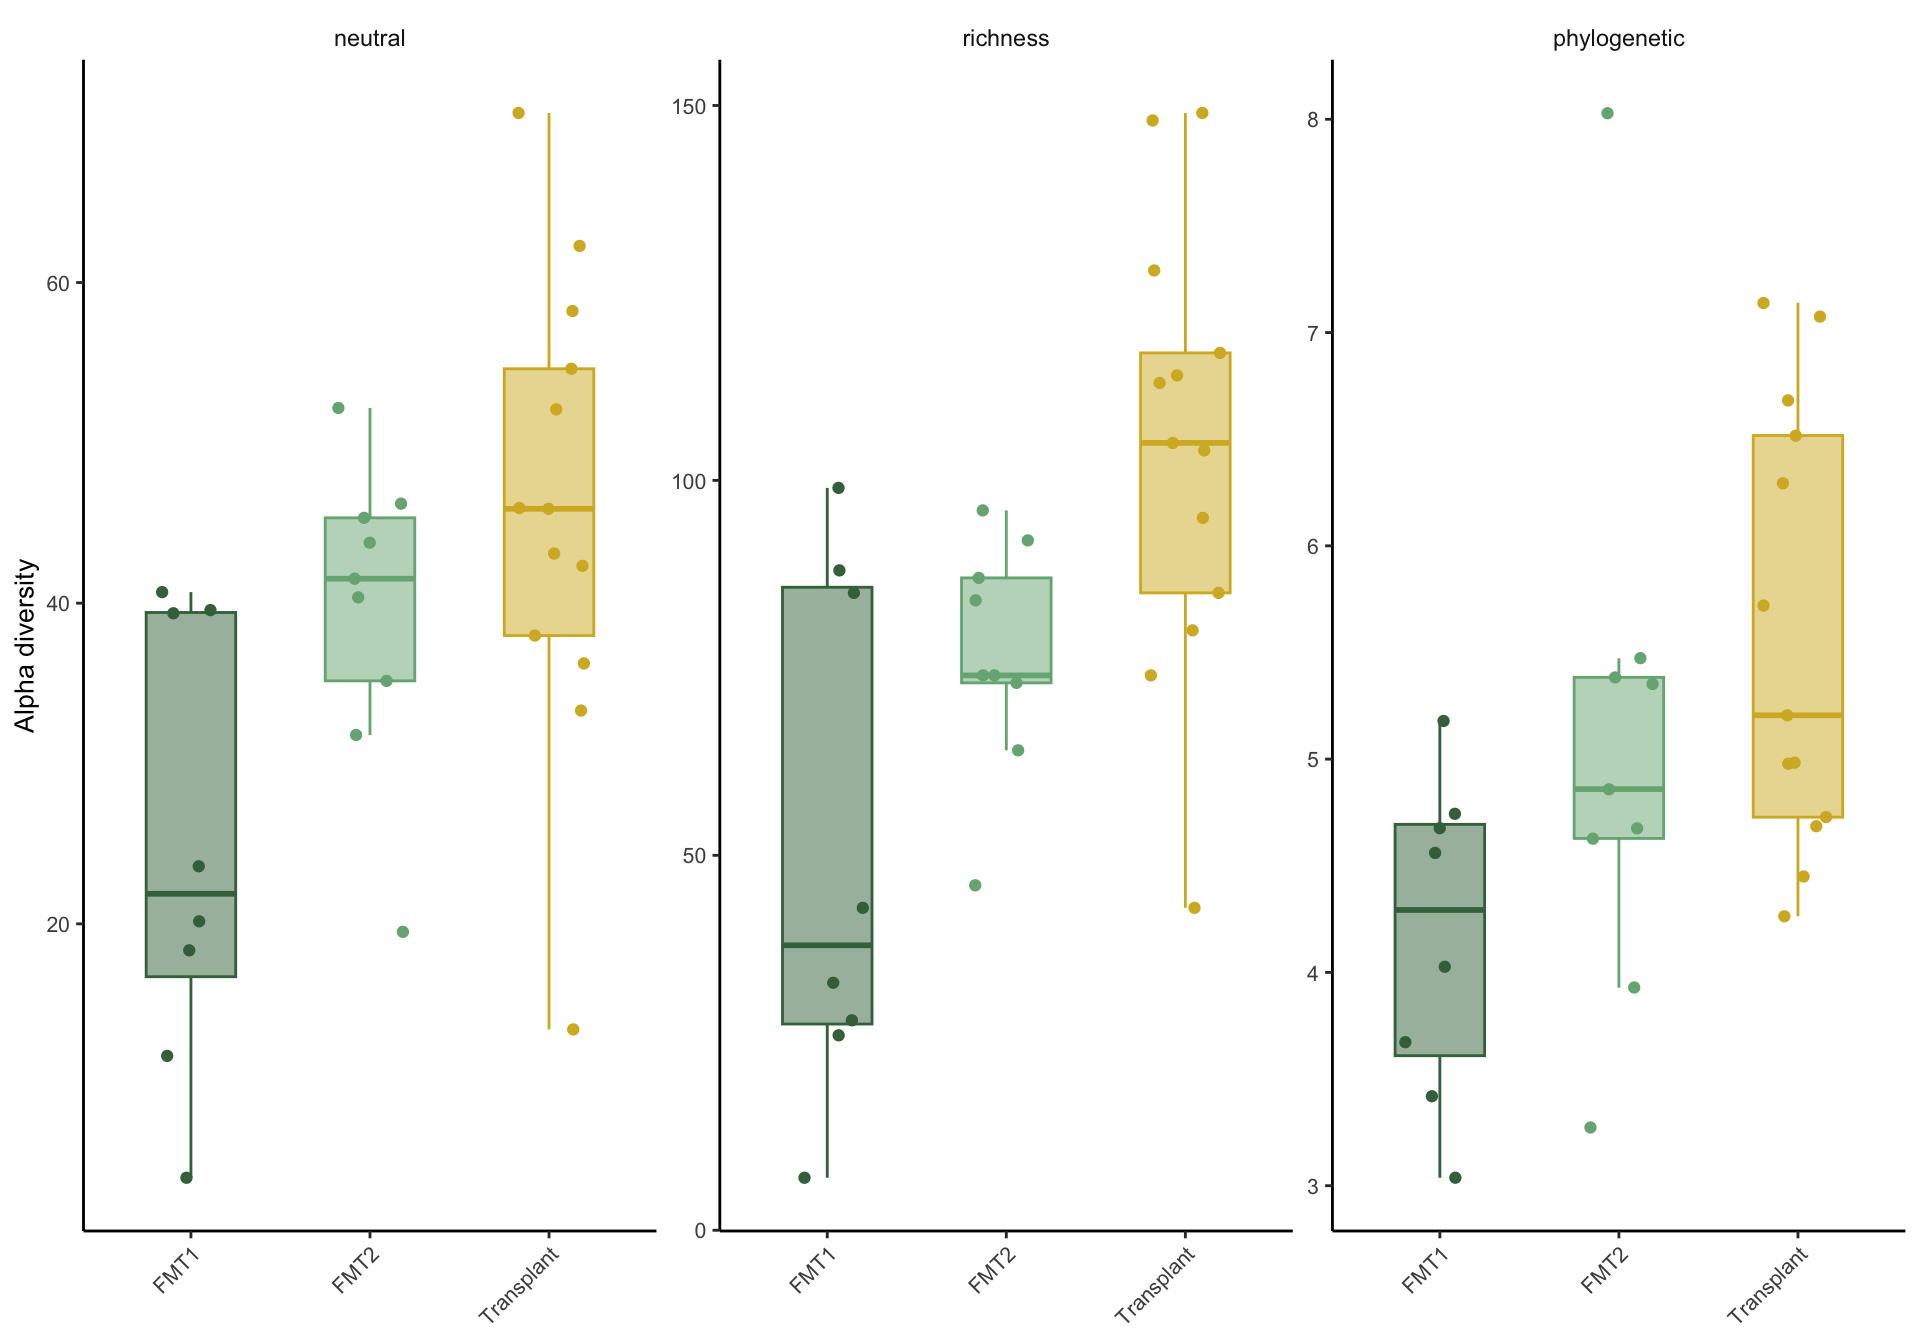 neutral
richness
phylogenetic
Alpha diversity
60
40
20
FMT1
FMT2
Transplant
150
100
50
0
FMT1
FMT2
Transplant
8
7
6
5
4
3
FMT1
FMT2
Transplant